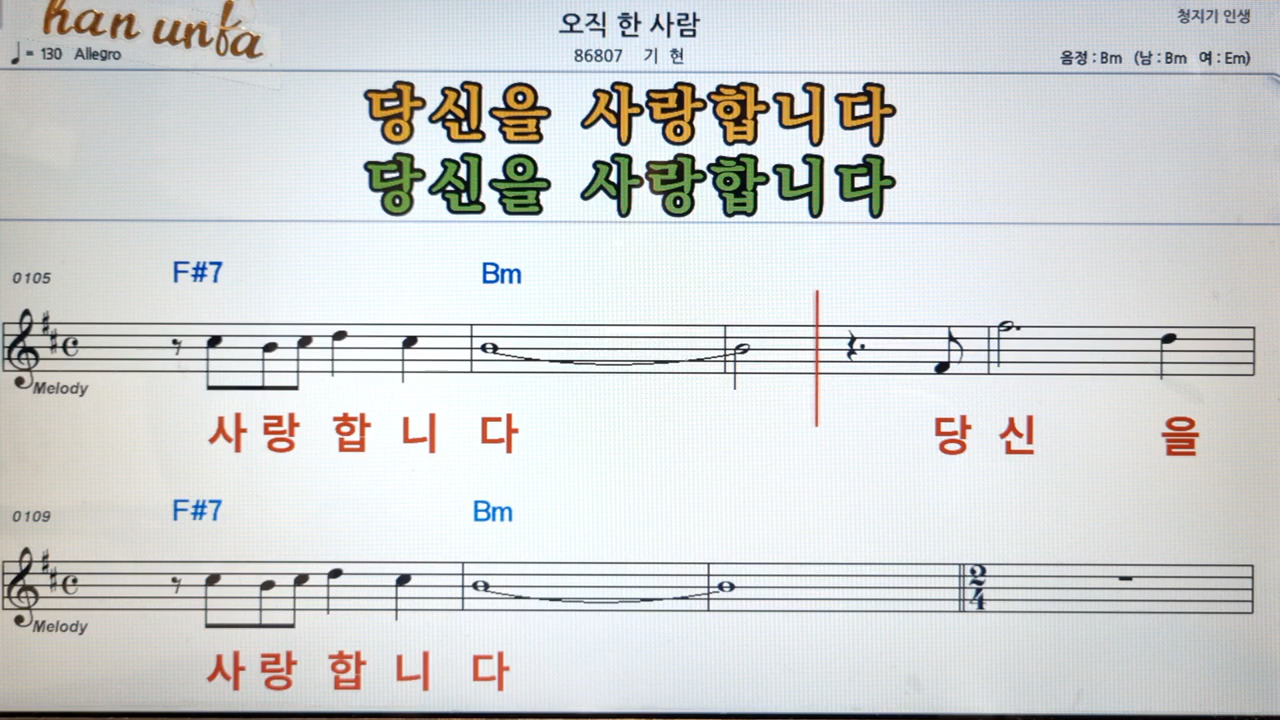 han unfa
오직 한 사람
청지기 인생
♩= 130 Allegro
86807 기 현
음정 : Bm (남 : Bm 여 : Em)
당신을 사랑합니다
당신을 사랑합니다
0105 F#7 Bm
Melody
사 랑 합 니 다 당 신 을
0109 F#7 Bm
2
4
Melody
사 랑 합 니 다